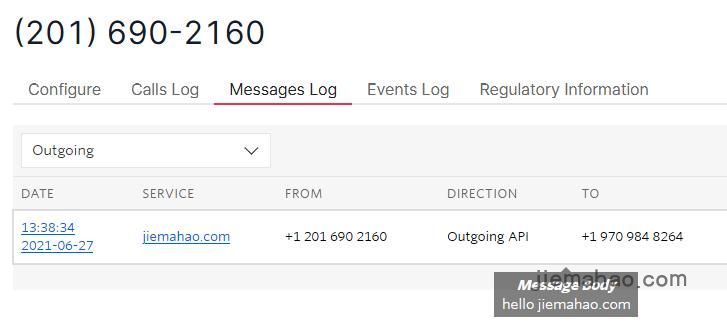 (201) 690-2160
Configure Calls Log Messages Log Events Log Regulatory Information
Outgoing
DATE SERVICE FROM DIRECTION TO
13:38:34
2021-06-27
jiemahao.com +1 201 690 2160 Outgoing API +1 970 984 8264
jiemahao.com
Message Body
hello jiemahao.com